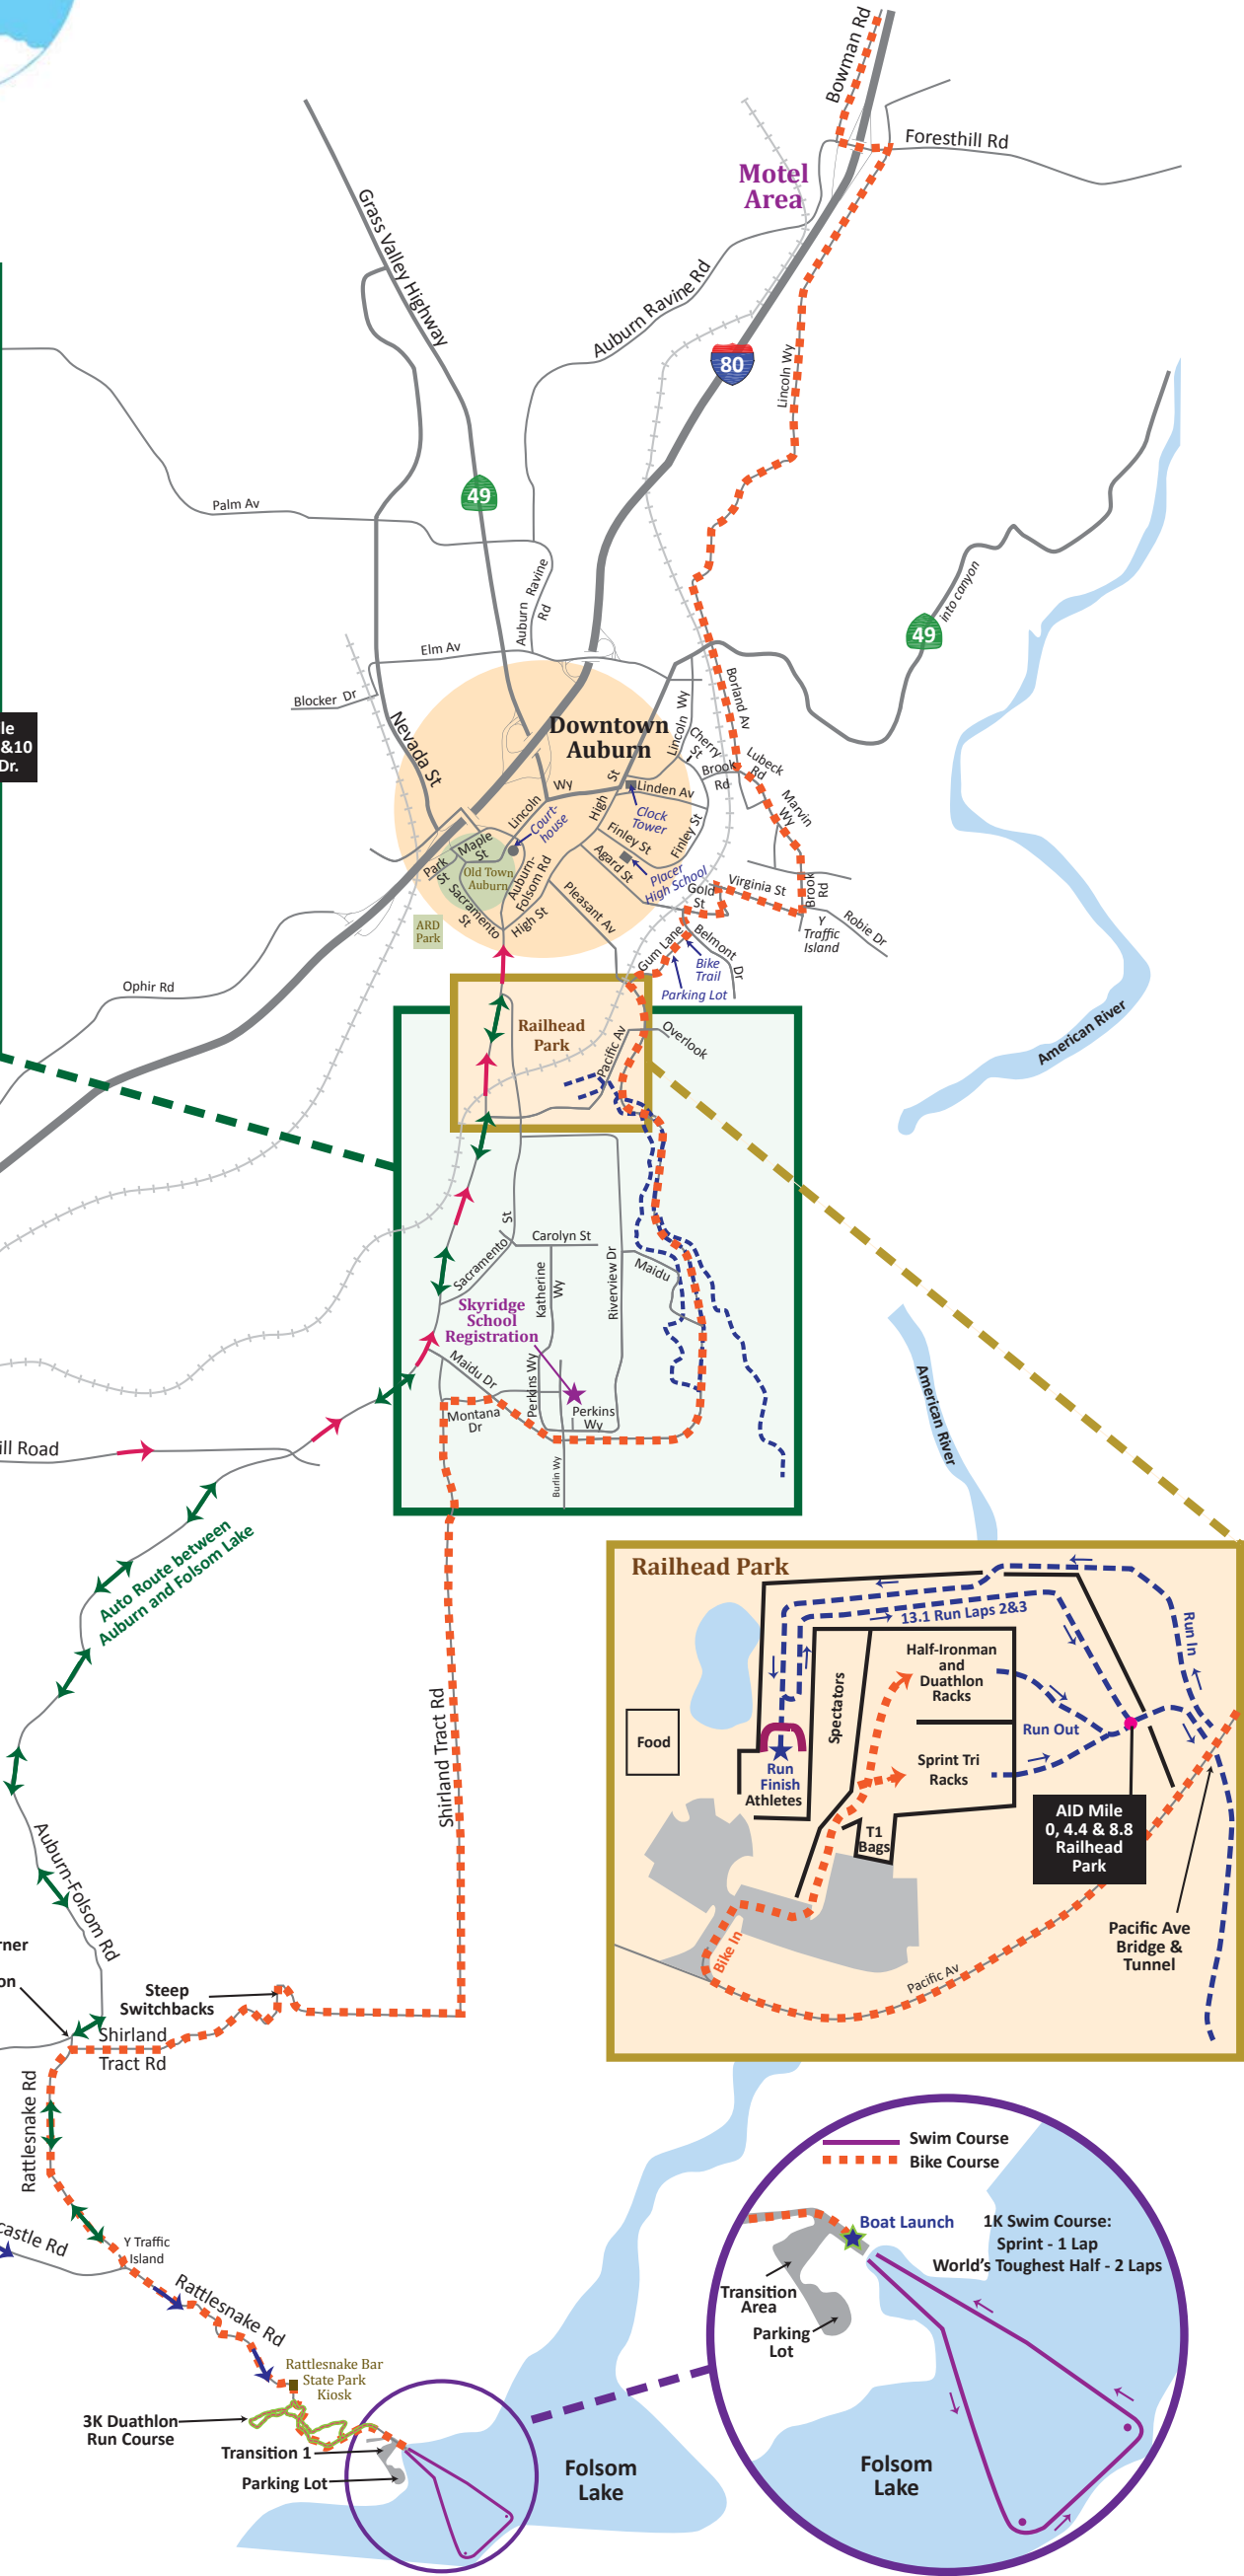 Bowman Rd
Foresthill Rd
Motel
Area
Grass Valley Highway
Auburn Ravine Rd
80
Lincoln Wy
49
Palm Av
into canyon
49
Auburn Ravine
Rd
Elm Av
Blocker Dr
Nevada St
Borland Av
Downtown
Auburn
Lincoln Wy
Cherry
St
Brook
Rd
Lubeck
Rd
Marvin
Wy
le
&10
Dr.
Lincoln
Wy
High St
Linden Av
Clock
Tower
Court-
house
Maple
St
Park
St
Old Town
Auburn
Auburn-
Folsom Rd
Finley St
Finley St
Agard St
Placer
High School
Sacramento
St
High St
Pleasant Av
Gold
St
Virginia St
Brook
Rd
Y
Traffic
Island
Robie Dr
ARD
Park
Gum Lane
Belmont
Dr
Bike
Trail
Parking Lot
Ophir Rd
American River
Railhead
Park
Pacific Av
Overlook
Sacramento
St
Carolyn St
Katherine
Wy
Riverview Dr
Maidu
Skyridge
School
Registration
Maidu Dr
Perkins Wy
Perkins
Wy
Montana
Dr
Burlin Wy
American River
ill Road
Auto Route between
Auburn and Folsom Lake
Shirland Tract Rd
Railhead Park
13.1 Run Laps 2&3
Run In
Half-Ironman
and
Duathlon
Racks
Spectators
Food
Run
Finish
Athletes
Run Out
Sprint Tri
Racks
T1
Bags
AID Mile
0, 4.4 & 8.8
Railhead
Park
Bike In
Pacific Av
Pacific Ave
Bridge &
Tunnel
Auburn-Folsom Rd
rner
on
Steep
Switchbacks
Shirland
Tract Rd
Rattlesnake Rd
castle Rd
Y Traffic
Island
Rattlesnake Rd
Rattlesnake Bar
State Park
Kiosk
3K Duathlon
Run Course
Transition 1
Parking Lot
Folsom
Lake
Swim Course
Bike Course
Boat Launch
1K Swim Course:
Sprint - 1 Lap
World's Toughest Half - 2 Laps
Transition
Area
Parking
Lot
Folsom
Lake